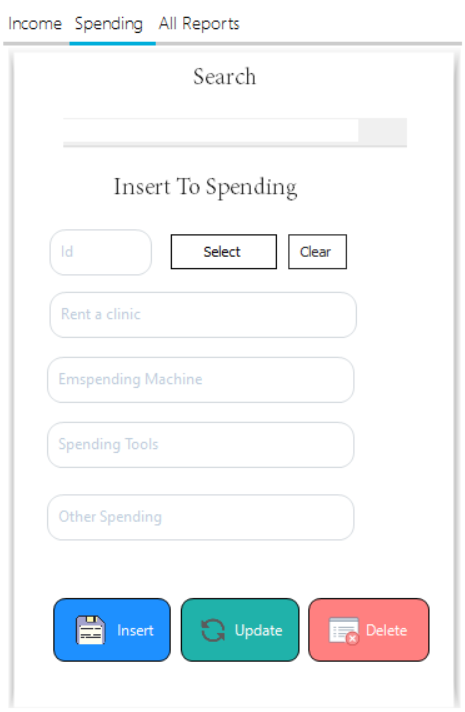 Income Spending All Reports
Search
Insert To Spending
Id Select Clear
Rent a clinic
Emspending Machine
Spending Tools
Other Spending
Insert Update Delete